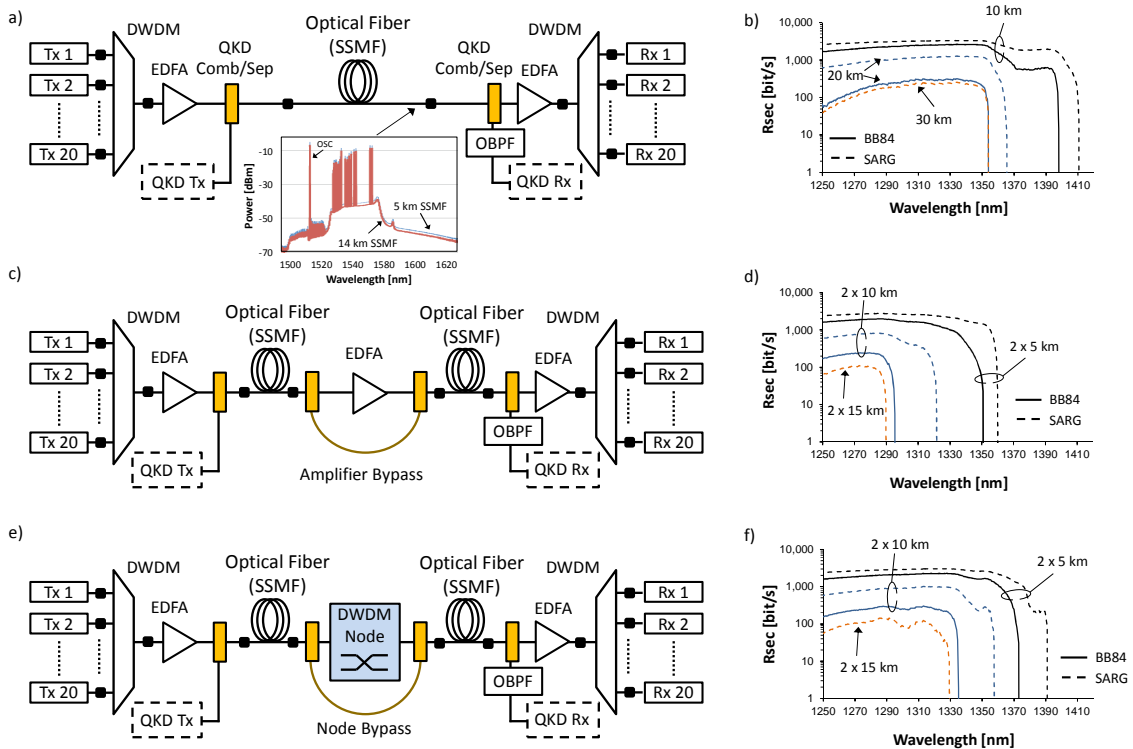 a)
DWDM
Tx 1
Tx 2
Tx 20
EDFA
QKD
Comb/Sep
QKD Tx
Optical Fiber
(SSMF)
QKD
Comb/Sep
EDFA
OBPF
QKD Rx
DWDM
Rx 1
Rx 2
Rx 20
Power [dBm]
-10
-30
-50
-70
OSC
5 km SSMF
14 km SSMF
1500 1520 1540 1560 1580 1600 1620
Wavelength [nm]
b)
Rsec [bit/s]
10,000
1,000
100
10
1
10 km
20 km
30 km
BB84
SARG
1250 1270 1290 1310 1330 1350 1370 1390 1410
Wavelength [nm]
c)
DWDM
Tx 1
Tx 2
Tx 20
EDFA
QKD Tx
Optical Fiber
(SSMF)
EDFA
Amplifier Bypass
Optical Fiber
(SSMF)
EDFA
OBPF
QKD Rx
DWDM
Rx 1
Rx 2
Rx 20
d)
Rsec [bit/s]
10,000
1,000
100
10
1
2 x 10 km
2 x 5 km
2 x 15 km
BB84
SARG
1250 1270 1290 1310 1330 1350 1370 1390 1410
Wavelength [nm]
e)
DWDM
Tx 1
Tx 2
Tx 20
EDFA
QKD Tx
Optical Fiber
(SSMF)
DWDM
Node
Node Bypass
Optical Fiber
(SSMF)
EDFA
OBPF
QKD Rx
DWDM
Rx 1
Rx 2
Rx 20
f)
Rsec [bit/s]
10,000
1,000
100
10
1
2 x 10 km
2 x 5 km
2 x 15 km
BB84
SARG
1250 1270 1290 1310 1330 1350 1370 1390 1410
Wavelength [nm]